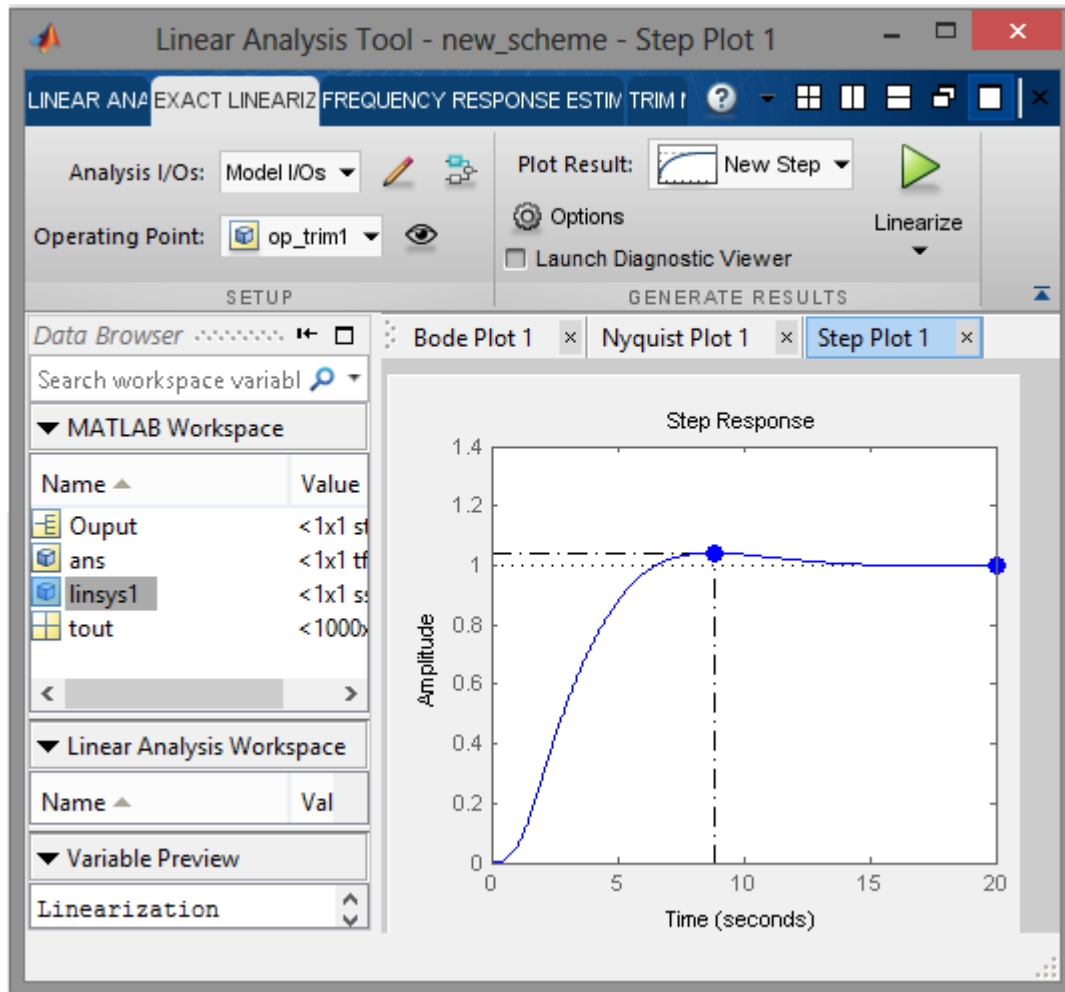 Linear Analysis Tool - new_scheme - Step Plot 1
LINEAR ANA EXACT LINEARIZ FREQUENCY RESPONSE ESTIM TRIM
Analysis I/Os: Model I/Os
Operating Point: op_trim1
SETUP
Plot Result: New Step
Options
Launch Diagnostic Viewer
Linearize
GENERATE RESULTS
Data Browser
Search workspace variabl
MATLAB Workspace
Name Value
Ouput <1x1 st
ans <1x1 tf
linsys1 <1x1 s
tout <1000x
Linear Analysis Workspace
Name Val
Variable Preview
Linearization
Bode Plot 1 Nyquist Plot 1 Step Plot 1
Step Response
1.4
1.2
1
0.8
0.6
0.4
0.2
0
Amplitude
0 5 10 15 20
Time (seconds)